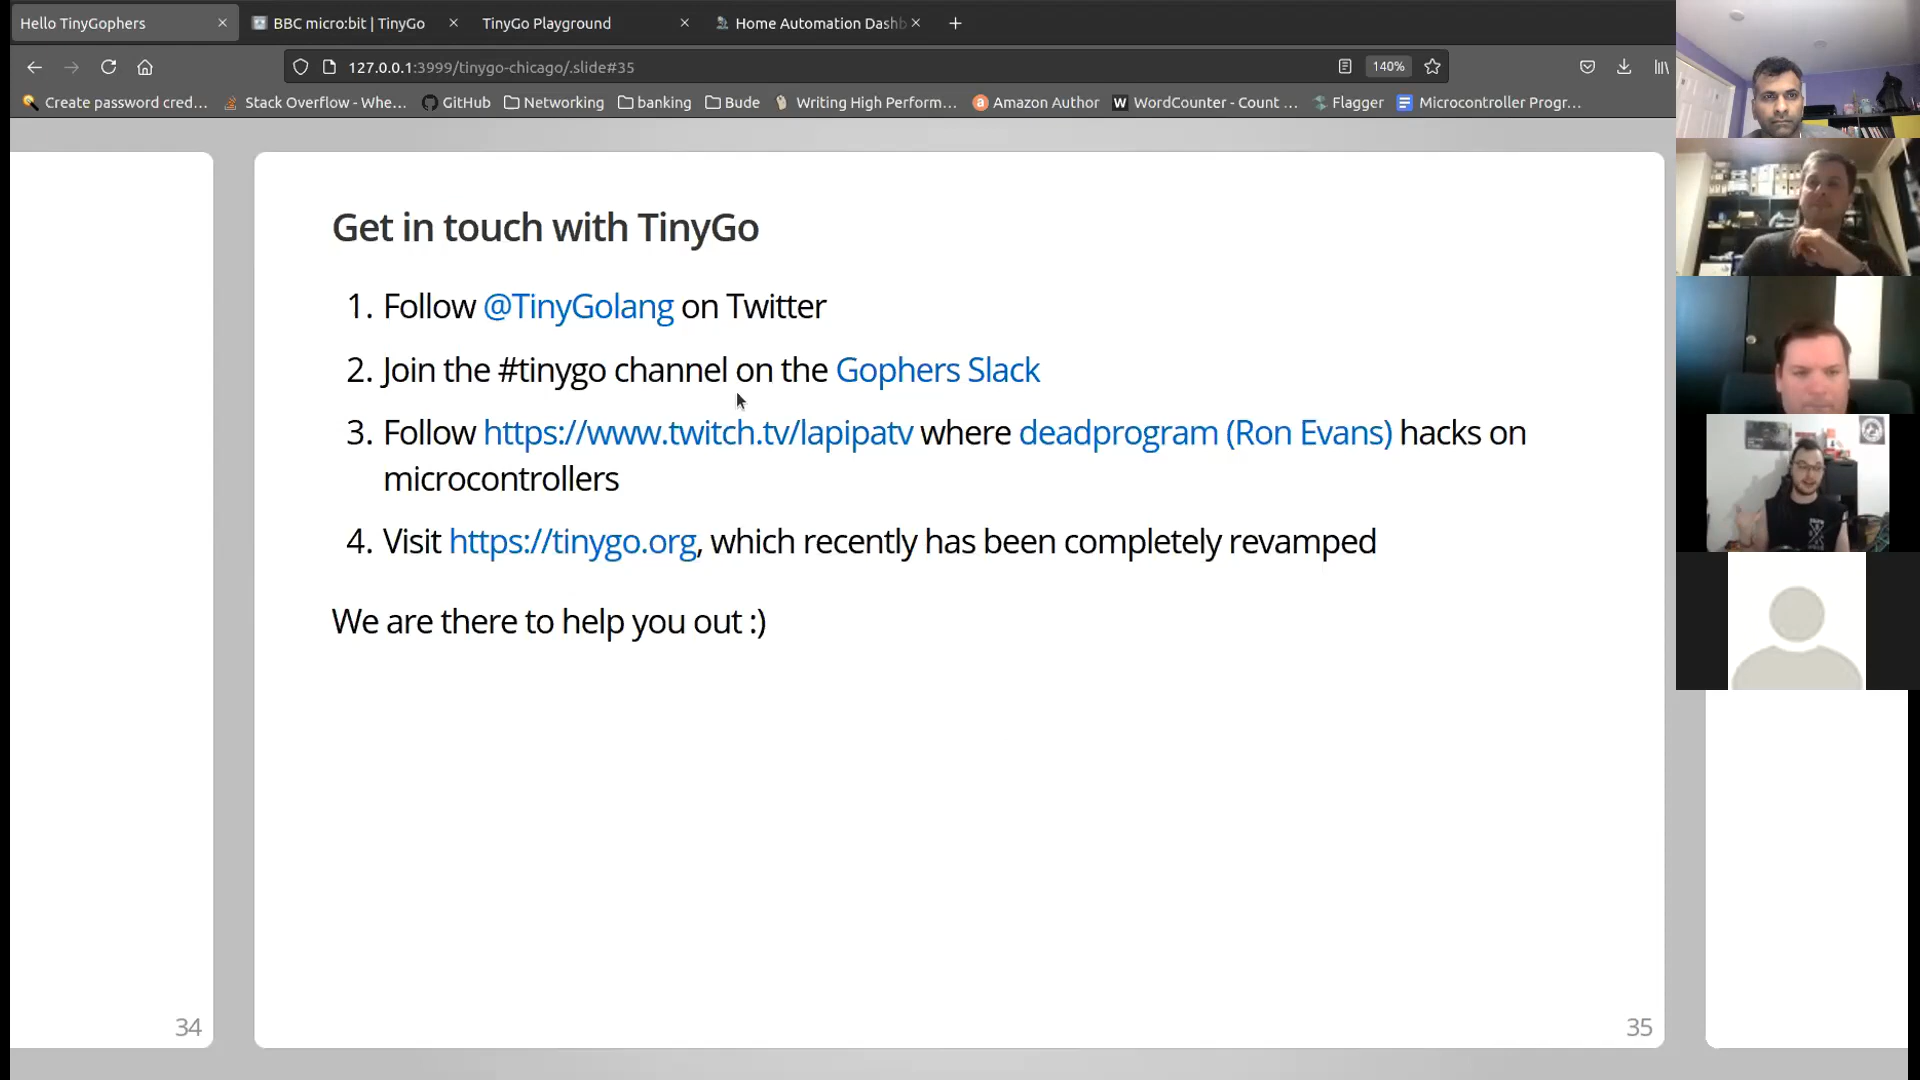 Hello TinyGophers
BBC micro:bit | TinyGo
TinyGo Playground
Home Automation Dashb
127.0.0.1:3999/tinygo-chicago/.slide#35
140%
Create password cred…
Stack Overflow - Whe…
GitHub
Networking
banking
Bude
Writing High Perform…
Amazon Author
W WordCounter - Count …
Flagger
Microcontroller Progr…
Get in touch with TinyGo
1. Follow @TinyGolang on Twitter
2. Join the #tinygo channel on the Gophers Slack
3. Follow https://www.twitch.tv/lapipatv where deadprogram (Ron Evans) hacks on
microcontrollers
4. Visit https://tinygo.org, which recently has been completely revamped
We are there to help you out :)
34
35